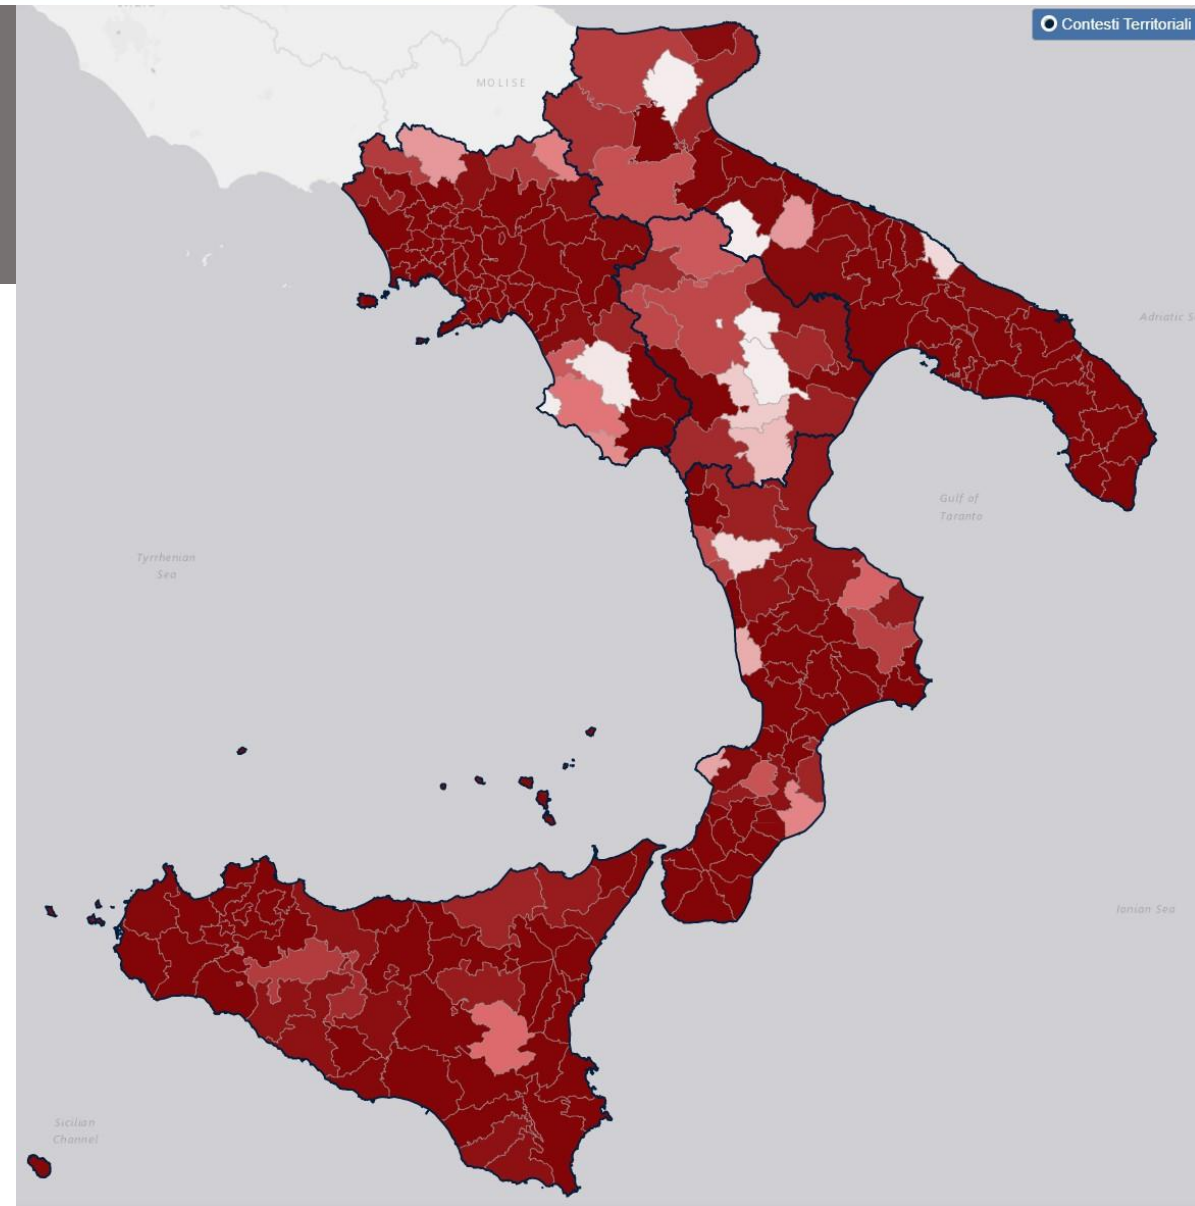 Contesti Territoriali
MOLISE
Adriatic S
Gulf of
Taranto
Tyrrhenian
Sea
Ionian Sea
Sicilian
Channel